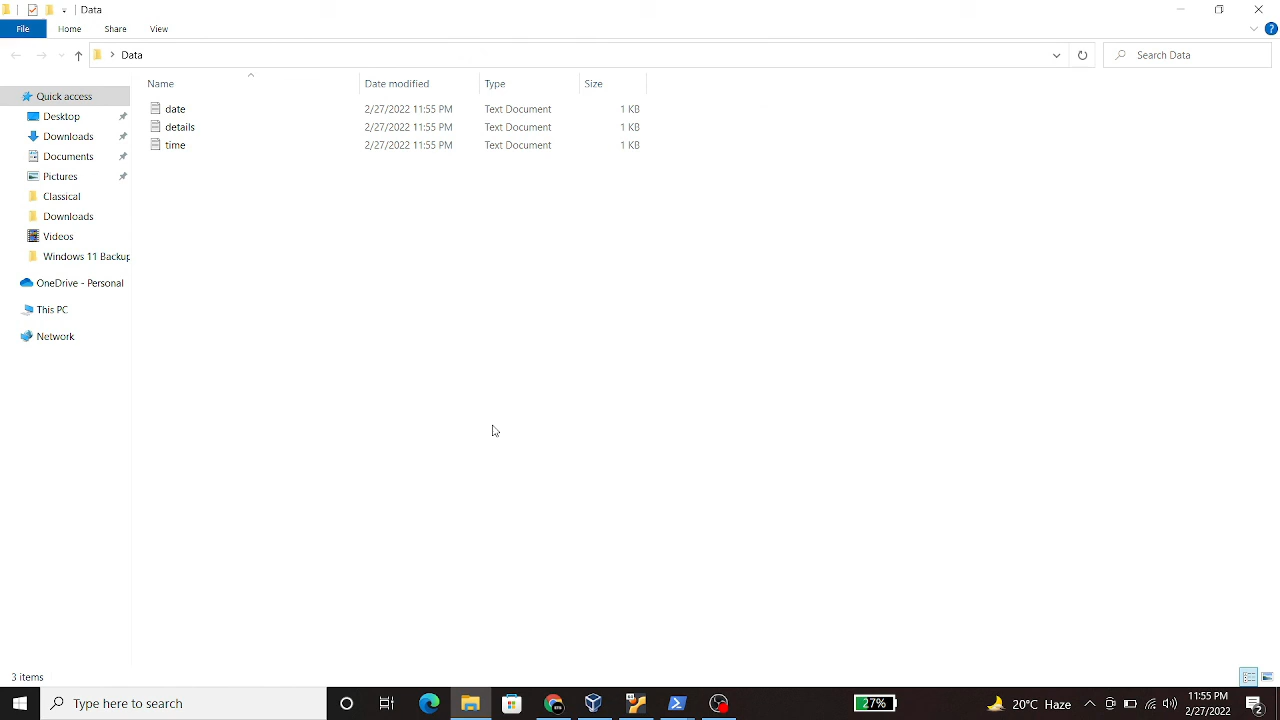 Data
File Home Share View
Data
Search Data
Name Date modified Type Size
date 2/27/2022 11:55 PM Text Document 1 KB
details 2/27/2022 11:55 PM Text Document 1 KB
time 2/27/2022 11:55 PM Text Document 1 KB
Quick access
Desktop
Downloads
Documents
Pictures
Classical
Downloads
Videos
Windows 11 Backup
OneDrive - Personal
This PC
Network
3 items
Type here to search
27%
20°C Haze
11:55 PM
2/27/2022
2